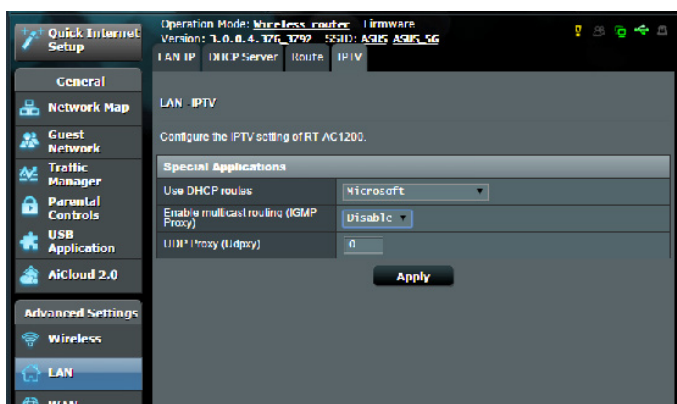 Quick Internet
Setup
Operation Mode: Wireless router Firmware
Version: 3.0.0.4.376_3792 SSID: ASUS ASUS_5G
LAN IP DHCP Server Route IPTV
General
Network Map
Guest
Network
Traffic
Manager
Parental
Controls
USB
Application
AiCloud 2.0
Advanced Settings
Wireless
LAN
WAN
LAN - IPTV
Configure the IPTV setting of RT-AC1200.
Special Applications
Use DHCP routes Microsoft
Enable multicast routing (IGMP
Proxy) Disable
UDP Proxy (Udpxy) 0
Apply